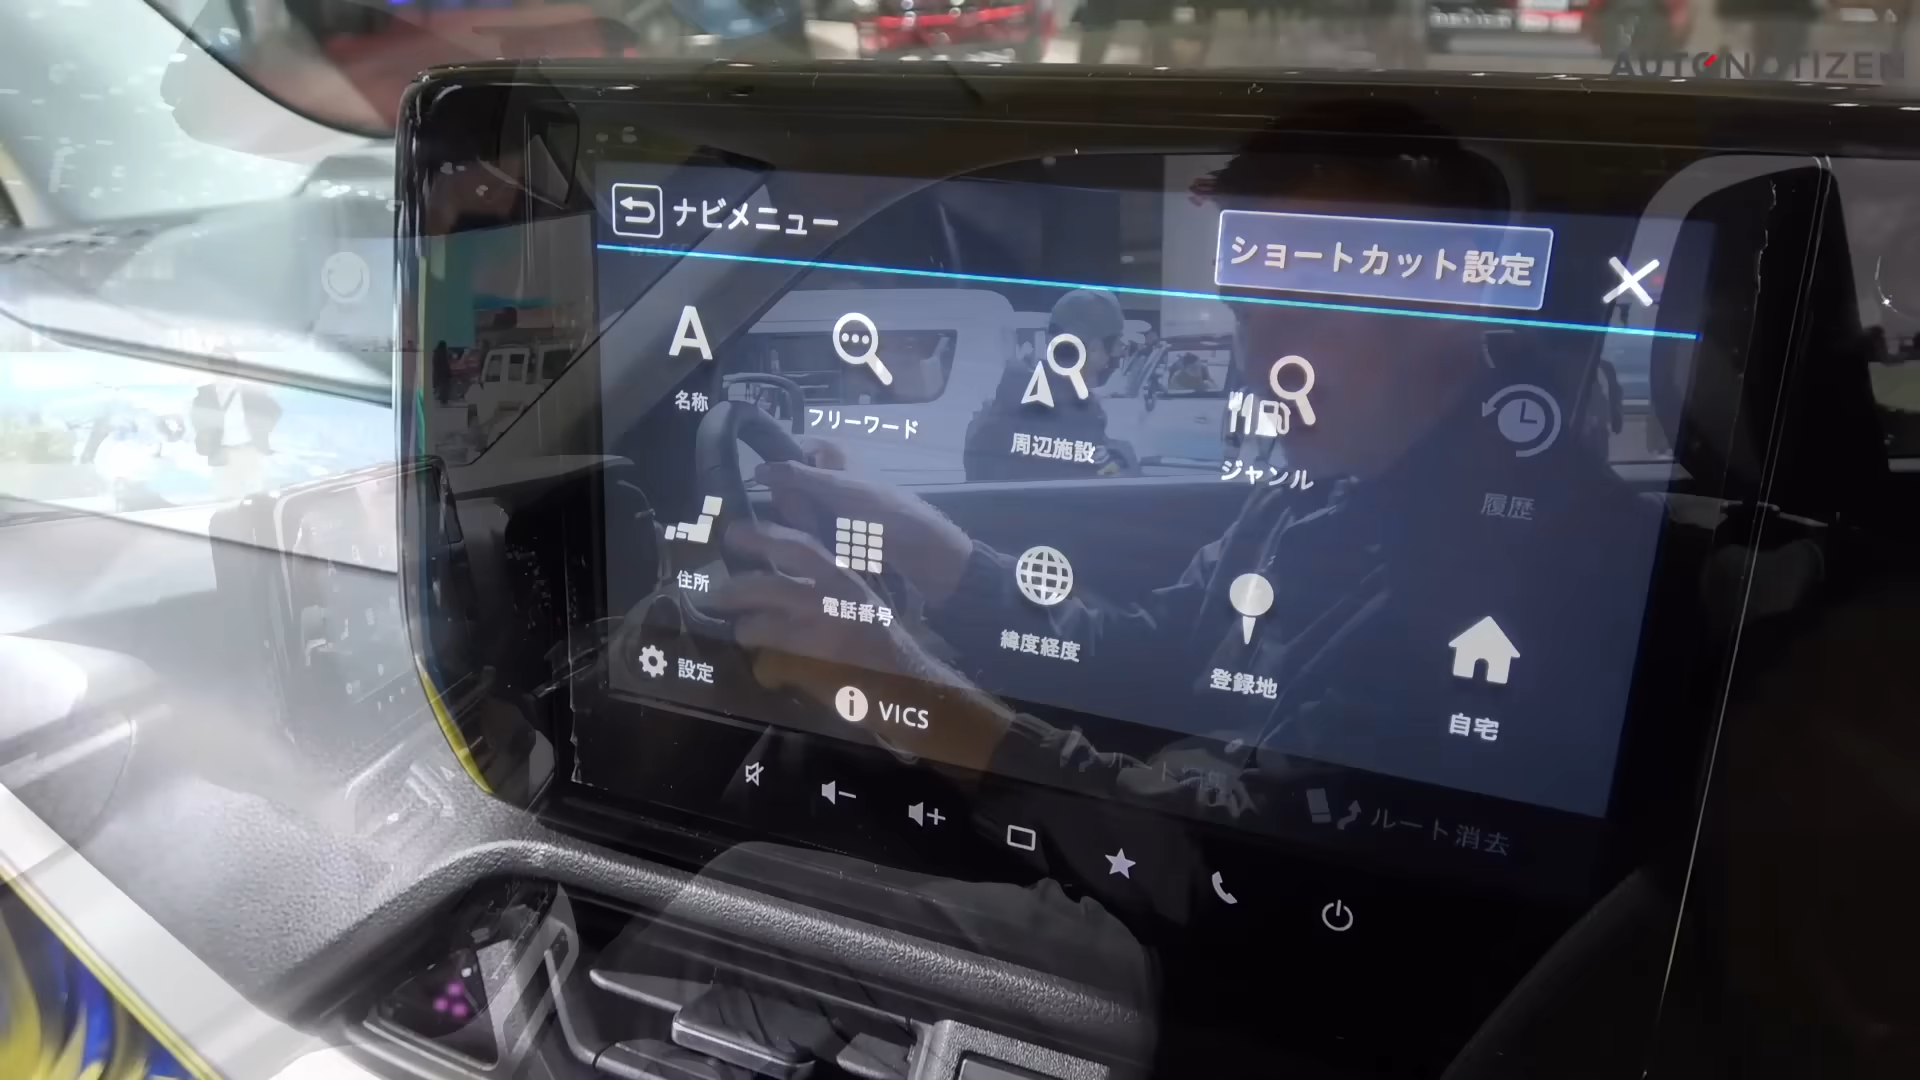 AUTONOTIZEN
ナビメニュー
ショートカット設定
A
名称
フリーワード
周辺施設
ジャンル
履歴
住所
電話番号
緯度経度
登録地
自宅
設定
VICS
ルート消去